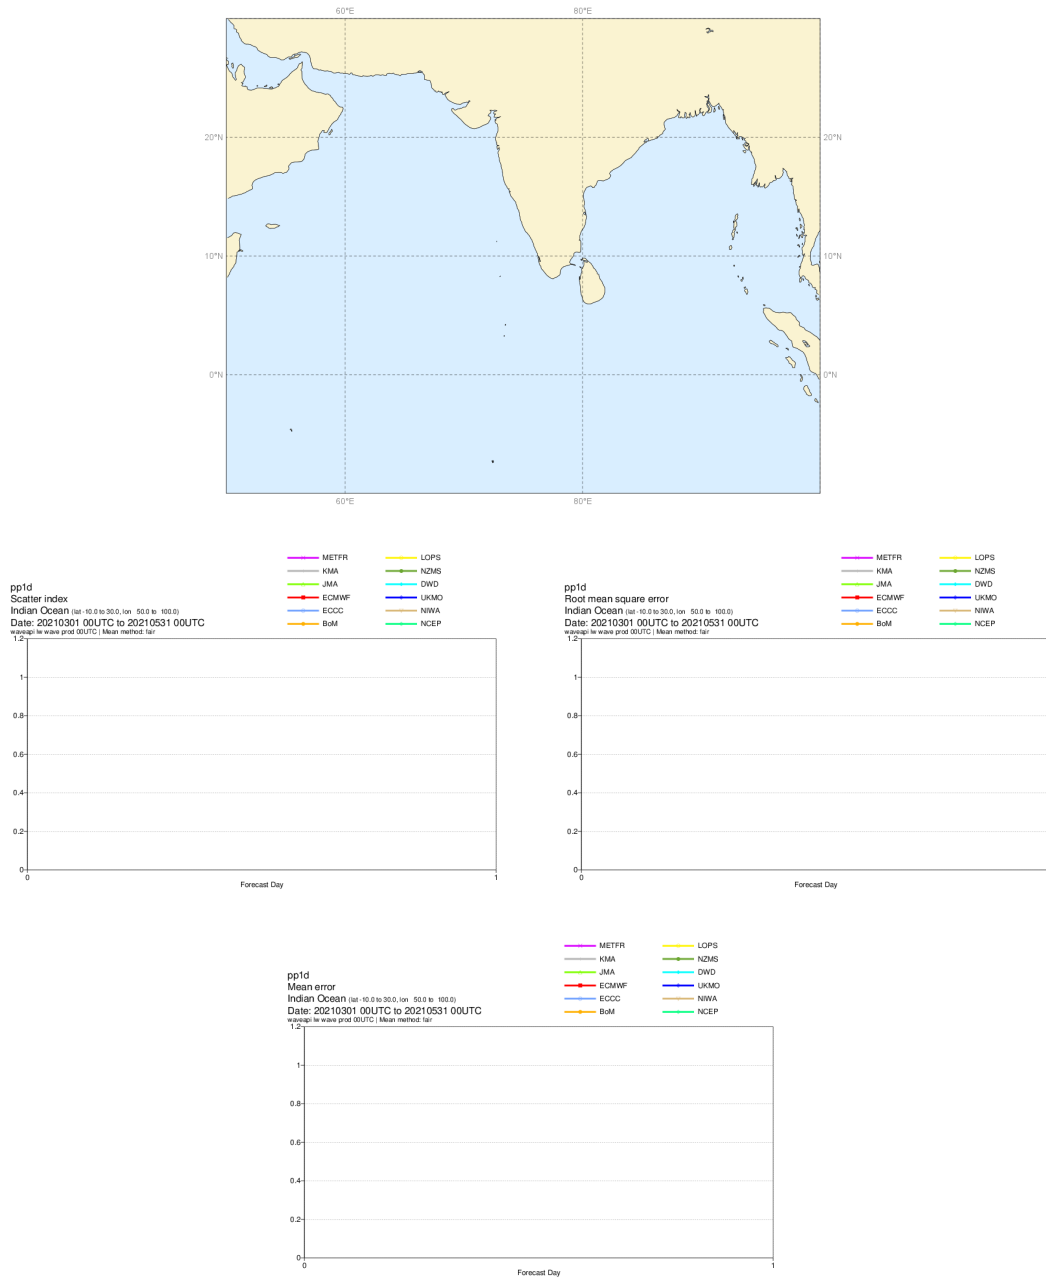 60°E 80°E
20°N 20°N
10°N 10°N
0°N 0°N
60°E 80°E
METFR LOPS
KMA NZMS
JMA DWD
ECMWF UKMO
ECCC NIWA
BoM NCEP
pp1d
Scatter index
Indian Ocean (lat -10.0 to 30.0, lon 50.0 to 100.0)
Date: 20210301 00UTC to 20210531 00UTC
waveapi lw wave prod 00UTC | Mean method: fair
1.2
1
0.8
0.6
0.4
0.2
0
0 1
Forecast Day
METFR LOPS
KMA NZMS
JMA DWD
ECMWF UKMO
ECCC NIWA
BoM NCEP
pp1d
Root mean square error
Indian Ocean (lat -10.0 to 30.0, lon 50.0 to 100.0)
Date: 20210301 00UTC to 20210531 00UTC
waveapi lw wave prod 00UTC | Mean method: fair
1.2
1
0.8
0.6
0.4
0.2
0
0
Forecast Day
METFR LOPS
KMA NZMS
JMA DWD
ECMWF UKMO
ECCC NIWA
BoM NCEP
pp1d
Mean error
Indian Ocean (lat -10.0 to 30.0, lon 50.0 to 100.0)
Date: 20210301 00UTC to 20210531 00UTC
waveapi lw wave prod 00UTC | Mean method: fair
1.2
1
0.8
0.6
0.4
0.2
0
0 1
Forecast Day